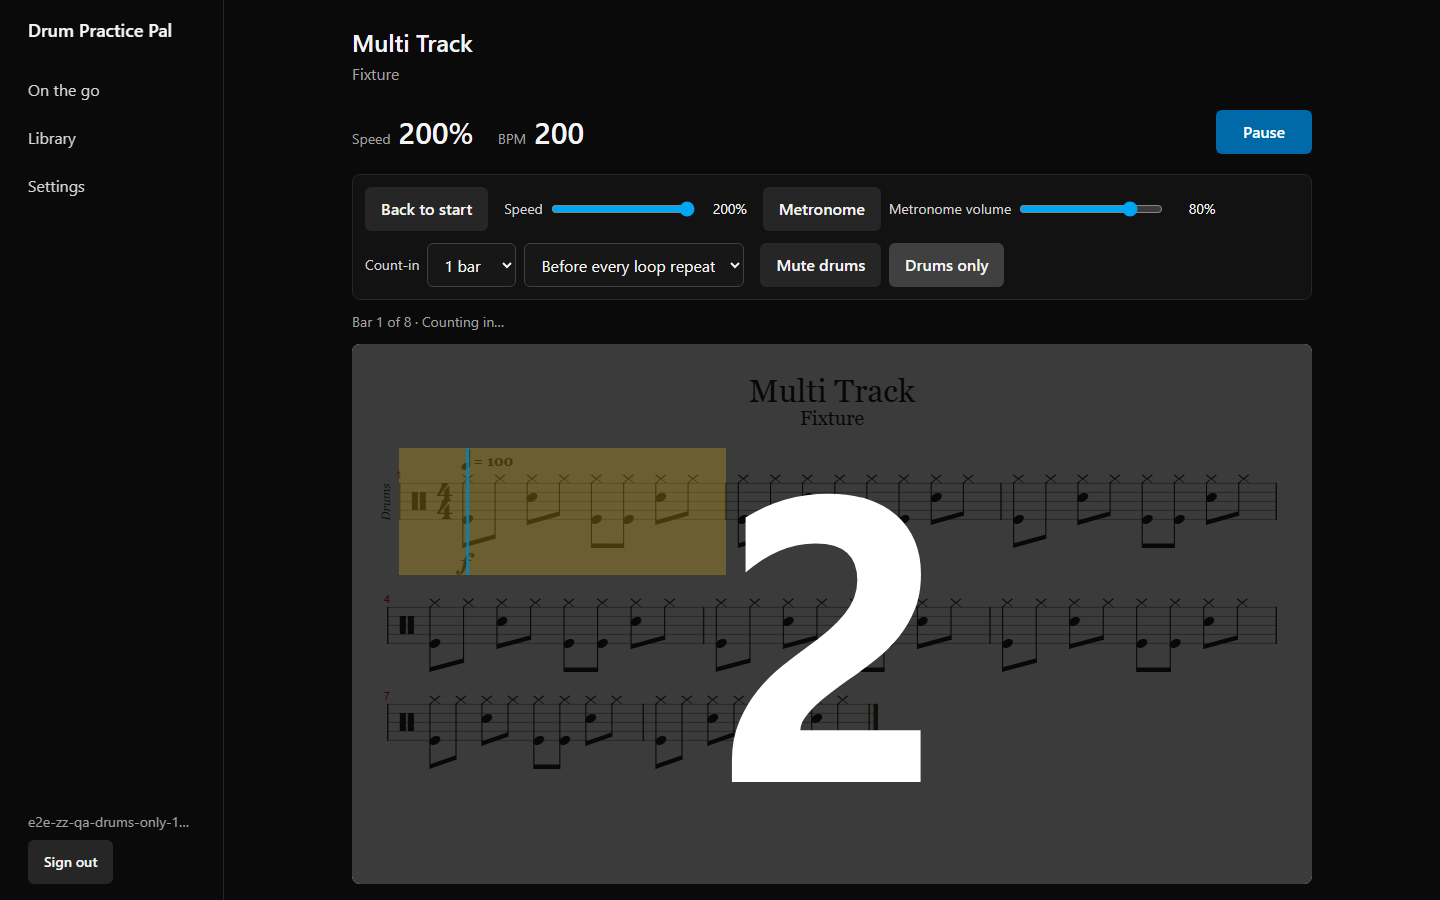 Drum Practice Pal
On the go
Library
Settings
e2e-zz-qa-drums-only-1...
Sign out
Multi Track
Fixture
Speed 200% BPM 200
Pause
Back to start Speed 200% Metronome Metronome volume 80%
Count-in 1 bar Before every loop repeat Mute drums Drums only
Bar 1 of 8 · Counting in...
Multi Track
Fixture
= 100
Drums
4
4
f
2
4
7